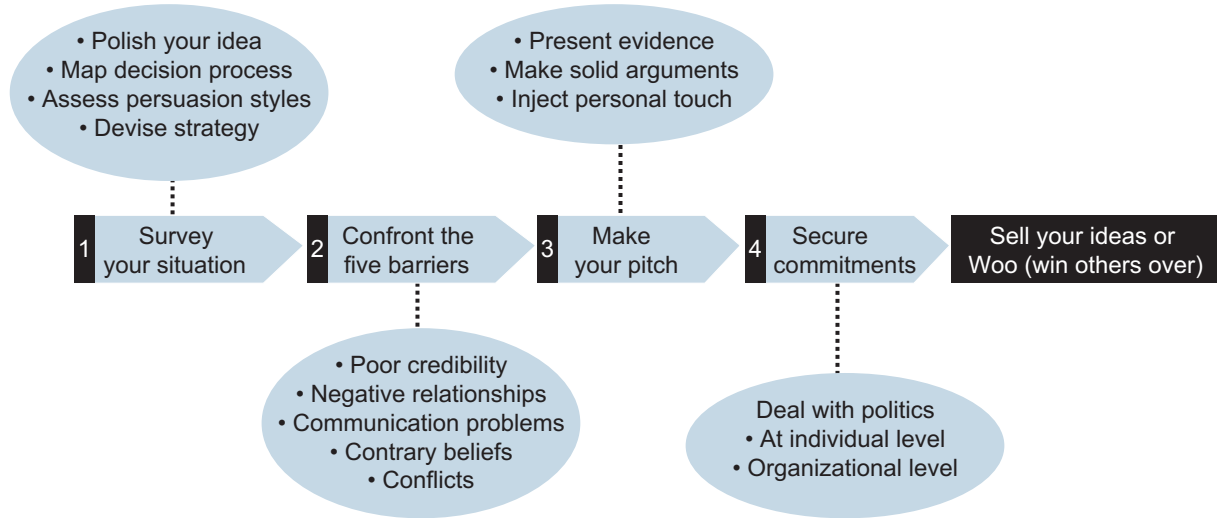 • Polish your idea
• Map decision process
• Assess persuasion styles
• Devise strategy
• Present evidence
• Make solid arguments
• Inject personal touch
1
Survey
your situation
2
Confront the
five barriers
3
Make
your pitch
4
Secure
commitments
Sell your ideas or
Woo (win others over)
• Poor credibility
• Negative relationships
• Communication problems
• Contrary beliefs
• Conflicts
Deal with politics
• At individual level
• Organizational level